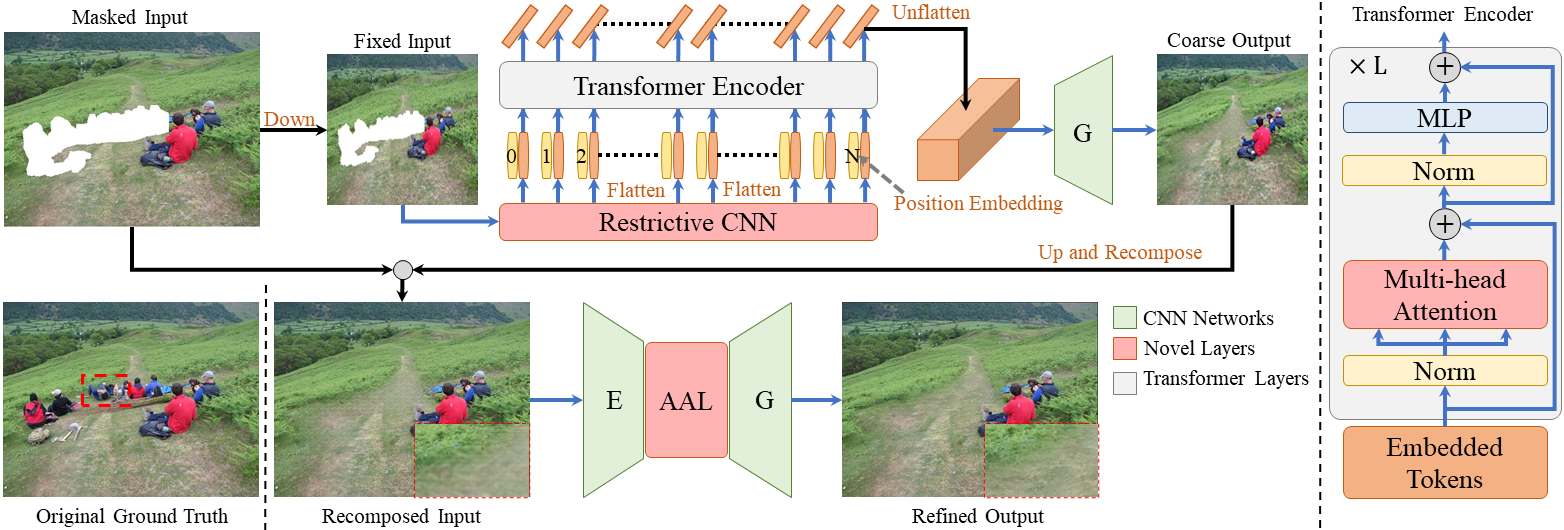 Masked Input
Fixed Input
Unflatten
Coarse Output
Transformer Encoder
Down
Transformer Encoder
0 1 2 N
Flatten Flatten
Position Embedding
Restrictive CNN
G
Up and Recompose
Original Ground Truth
Recomposed Input
E AAL G
Refined Output
CNN Networks
Novel Layers
Transformer Layers
× L
+
MLP
Norm
+
Multi-head
Attention
Norm
Embedded
Tokens